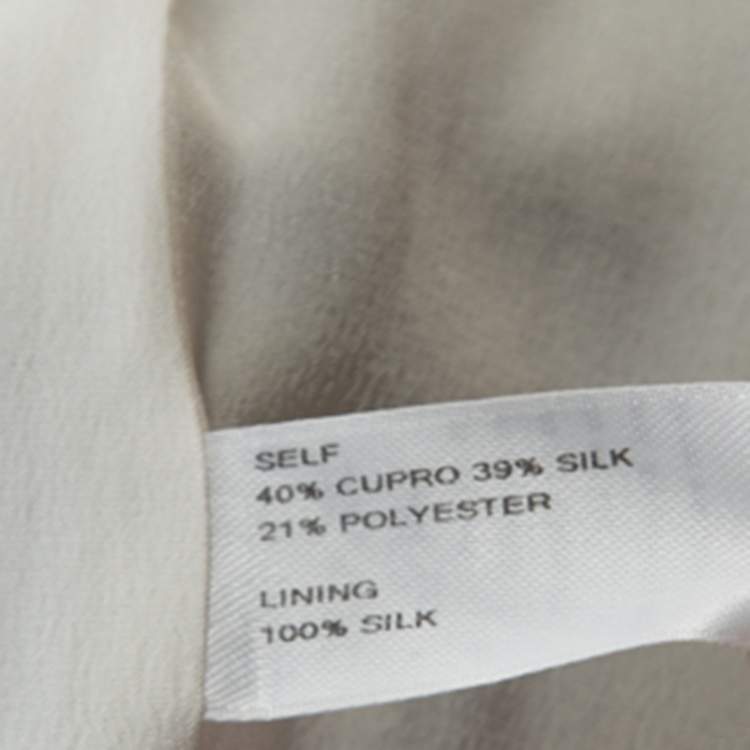 SELF
40% CUPRO 39% SILK
21% POLYESTER
LINING
100% SILK